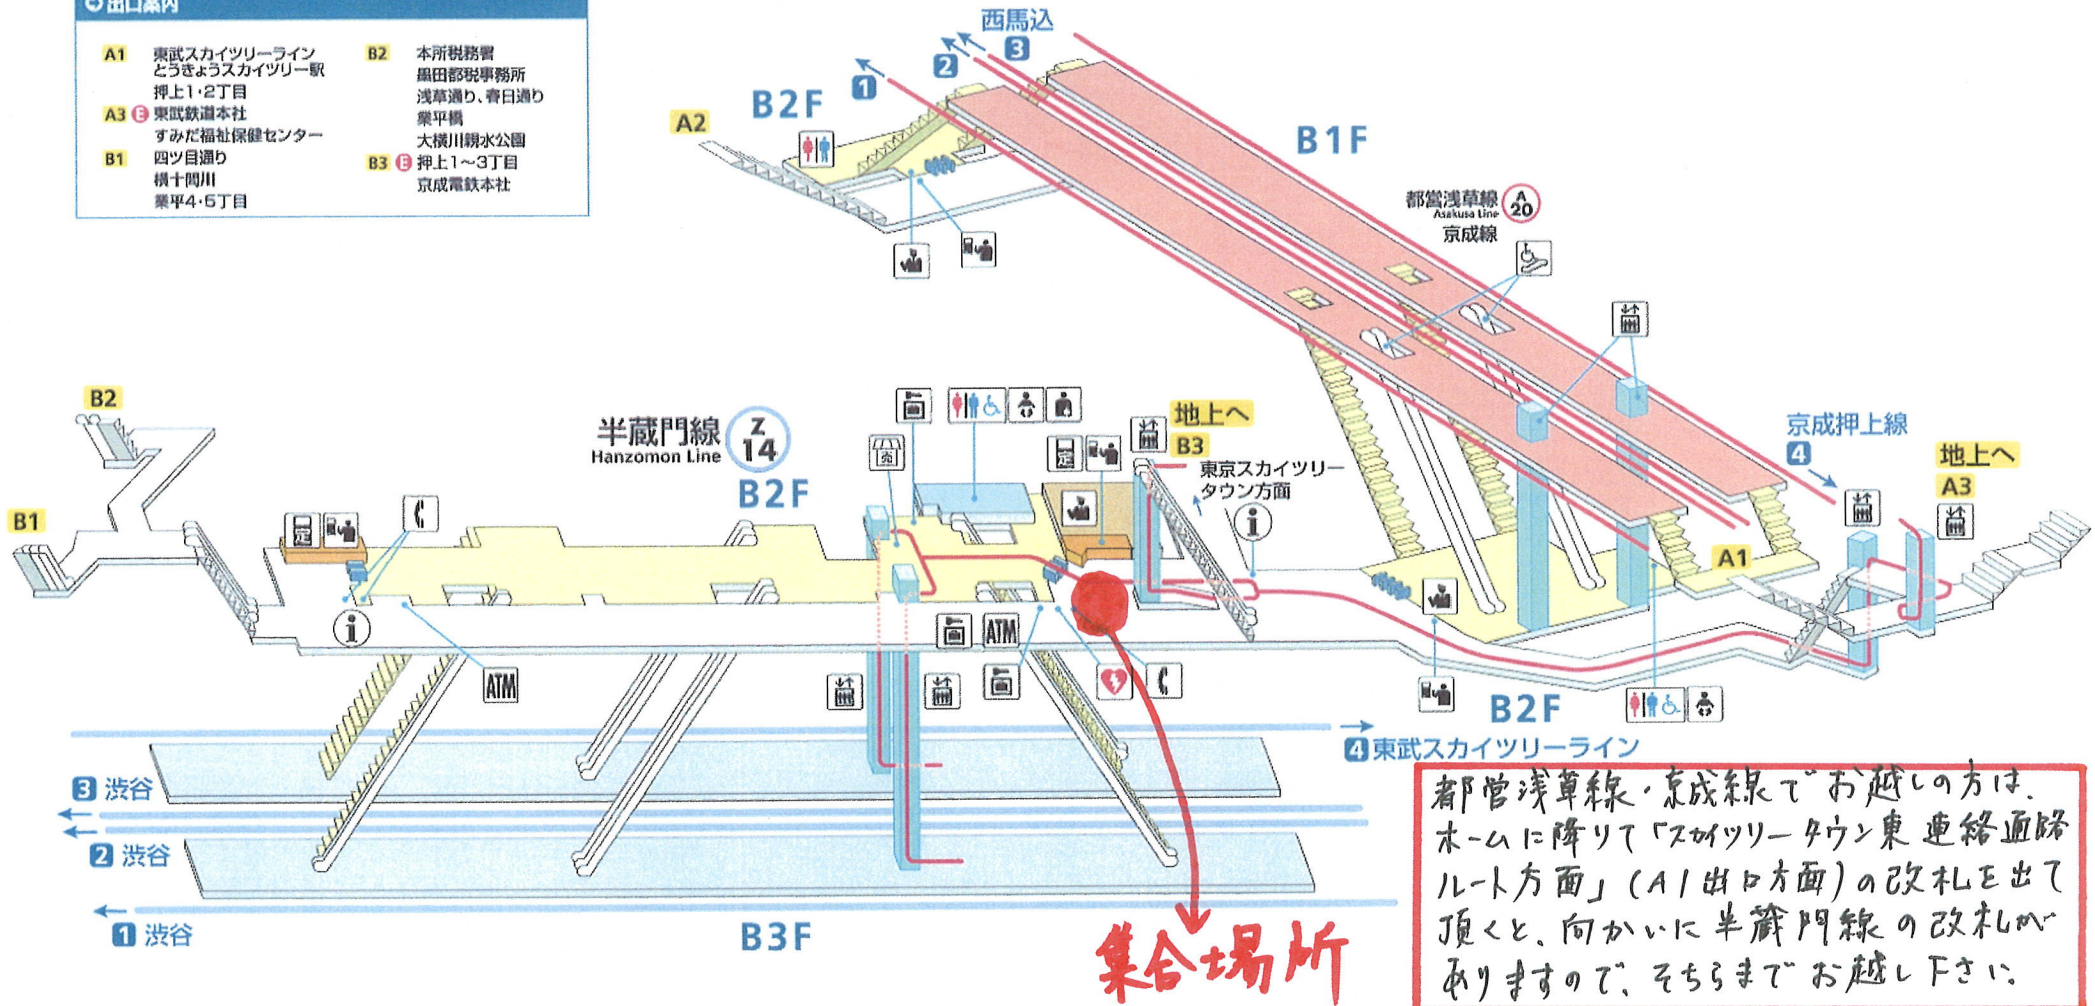 出口案内
A1 東武スカイツリーライン
とうきょうスカイツリー駅
押上1・2丁目
A3 E 東武鉄道本社
すみだ福祉保健センター
B1 四ツ目通り
横十間川
業平4・5丁目
B2 本所税務署
墨田都税事務所
浅草通り、春日通り
業平橋
大横川親水公園
B3 E 押上1〜3丁目
京成電鉄本社
西馬込
1
2
3
A2
B2F
B1F
都営浅草線
Asakusa Line
A
20
京成線
B2
B1
半蔵門線
Hanzomon Line
Z
14
B2F
売
定
地上へ
B3
東京スカイツリー
タウン方面
i
京成押上線
4
地上へ
A3
A1
定
i
ATM
ATM
B2F
4 東武スカイツリーライン
3 渋谷
2 渋谷
1 渋谷
B3F
集合場所
都営浅草線・京成線でお越しの方は、
ホームに降りて「スカイツリータウン東連絡通路
ルート方面」(A1出口方面)の改札を出て
頂くと、向かいに半蔵門線の改札が
ありますので、そちらまでお越し下さい。